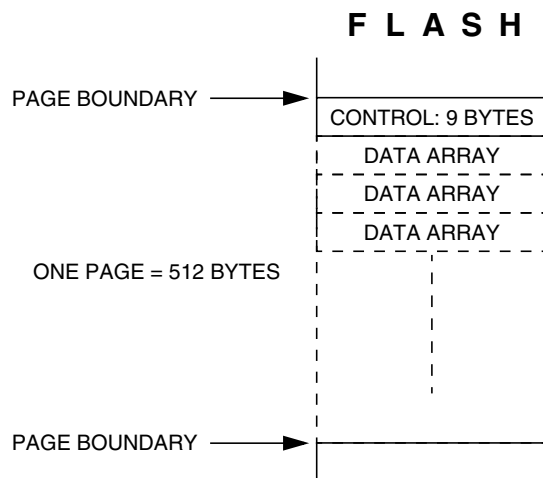 F L A S H
PAGE BOUNDARY
CONTROL: 9 BYTES
DATA ARRAY
DATA ARRAY
DATA ARRAY
ONE PAGE = 512 BYTES
PAGE BOUNDARY